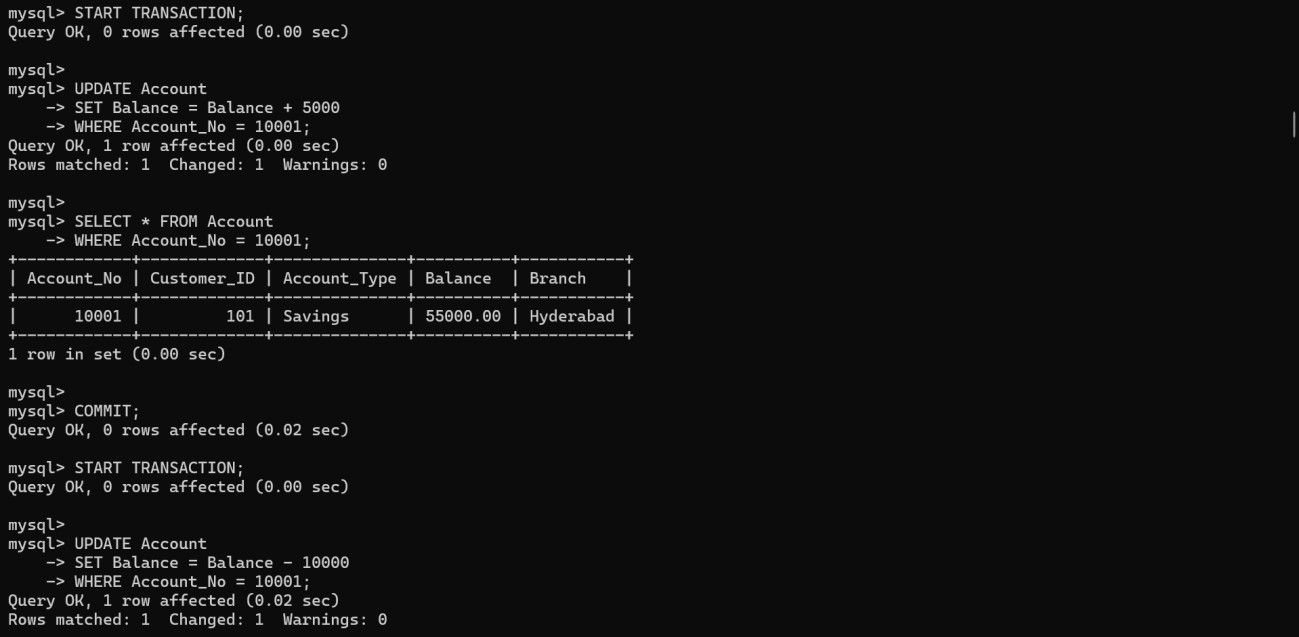 mysql> START TRANSACTION;
Query OK, 0 rows affected (0.00 sec)
mysql>
mysql> UPDATE Account
    -> SET Balance = Balance + 5000
    -> WHERE Account_No = 10001;
Query OK, 1 row affected (0.00 sec)
Rows matched: 1  Changed: 1  Warnings: 0
mysql>
mysql> SELECT * FROM Account
    -> WHERE Account_No = 10001;
+------------+-------------+--------------+----------+-----------+
| Account_No | Customer_ID | Account_Type | Balance  | Branch    |
+------------+-------------+--------------+----------+-----------+
|      10001 |         101 | Savings      | 55000.00 | Hyderabad |
+------------+-------------+--------------+----------+-----------+
1 row in set (0.00 sec)
mysql>
mysql> COMMIT;
Query OK, 0 rows affected (0.02 sec)
mysql> START TRANSACTION;
Query OK, 0 rows affected (0.00 sec)
mysql>
mysql> UPDATE Account
    -> SET Balance = Balance - 10000
    -> WHERE Account_No = 10001;
Query OK, 1 row affected (0.02 sec)
Rows matched: 1  Changed: 1  Warnings: 0